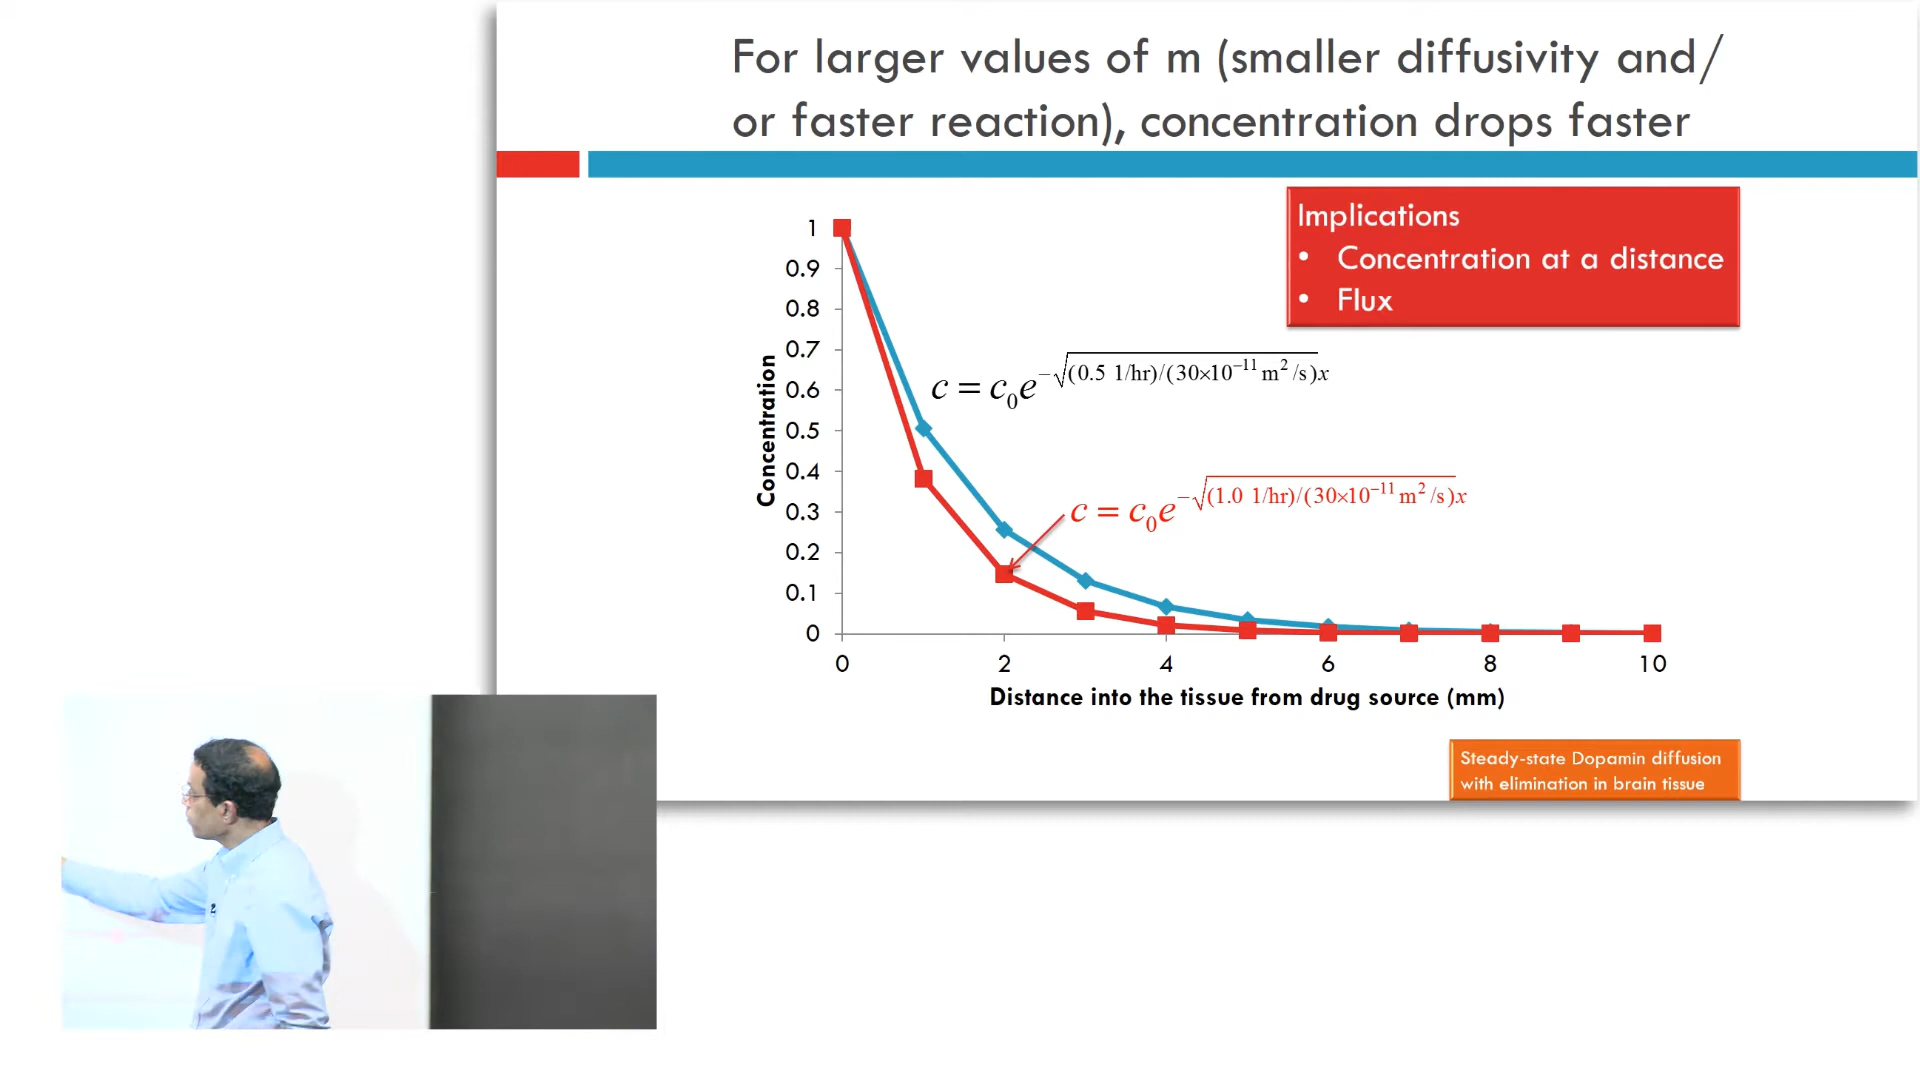 For larger values of m (smaller diffusivity and/
or faster reaction), concentration drops faster
Implications
• Concentration at a distance
• Flux
1
0.9
0.8
0.7
0.6
0.5
0.4
0.3
0.2
0.1
0
Concentration
c = c₀e^−√((0.5 1/hr)/(30×10⁻¹¹ m²/s))x
c = c₀e^−√((1.0 1/hr)/(30×10⁻¹¹ m²/s))x
0 2 4 6 8 10
Distance into the tissue from drug source (mm)
Steady-state Dopamin diffusion
with elimination in brain tissue